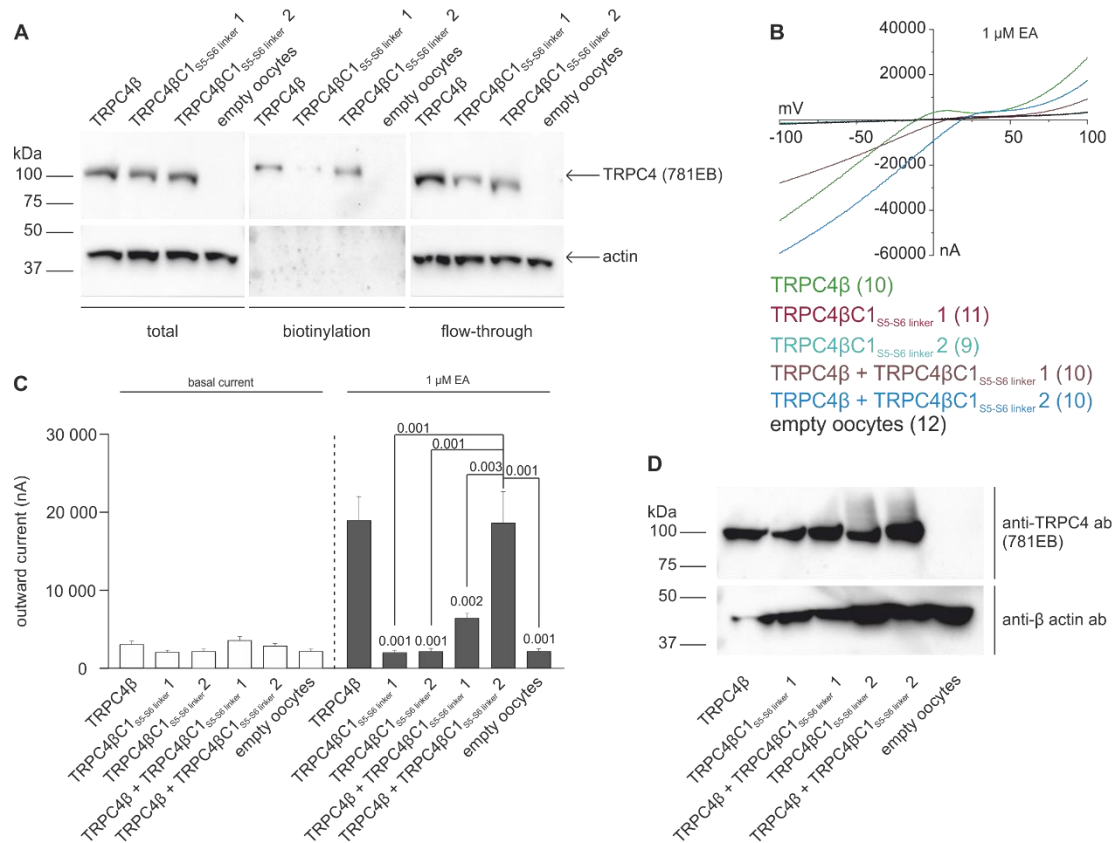 A
TRPC4β
TRPC4βC1S5-S6 linker 1
TRPC4βC1S5-S6 linker 2
empty oocytes
TRPC4β
TRPC4βC1S5-S6 linker 1
TRPC4βC1S5-S6 linker 2
empty oocytes
TRPC4β
TRPC4βC1S5-S6 linker 1
TRPC4βC1S5-S6 linker 2
empty oocytes
kDa
100
75
50
37
TRPC4 (781EB)
actin
total
biotinylation
flow-through
B
1 µM EA
40000
20000
mV
-100
-50
50
100
-20000
-40000
-60000
nA
TRPC4β (10)
TRPC4βC1S5-S6 linker 1 (11)
TRPC4βC1S5-S6 linker 2 (9)
TRPC4β + TRPC4βC1S5-S6 linker 1 (10)
TRPC4β + TRPC4βC1S5-S6 linker 2 (10)
empty oocytes (12)
C
basal current
1 µM EA
outward current (nA)
30 000
20 000
10 000
0
0.001
0.001
0.003
0.001
0.001
0.001
0.002
0.001
TRPC4β
TRPC4βC1S5-S6 linker 1
TRPC4βC1S5-S6 linker 2
TRPC4β + TRPC4βC1S5-S6 linker 1
TRPC4β + TRPC4βC1S5-S6 linker 2
empty oocytes
TRPC4β
TRPC4βC1S5-S6 linker 1
TRPC4βC1S5-S6 linker 2
TRPC4β + TRPC4βC1S5-S6 linker 1
TRPC4β + TRPC4βC1S5-S6 linker 2
empty oocytes
D
kDa
100
75
50
37
anti-TRPC4 ab
(781EB)
anti-β actin ab
TRPC4β
TRPC4βC1S5-S6 linker 1
TRPC4β + TRPC4βC1S5-S6 linker 1
TRPC4βC1S5-S6 linker 2
TRPC4β + TRPC4βC1S5-S6 linker 2
empty oocytes